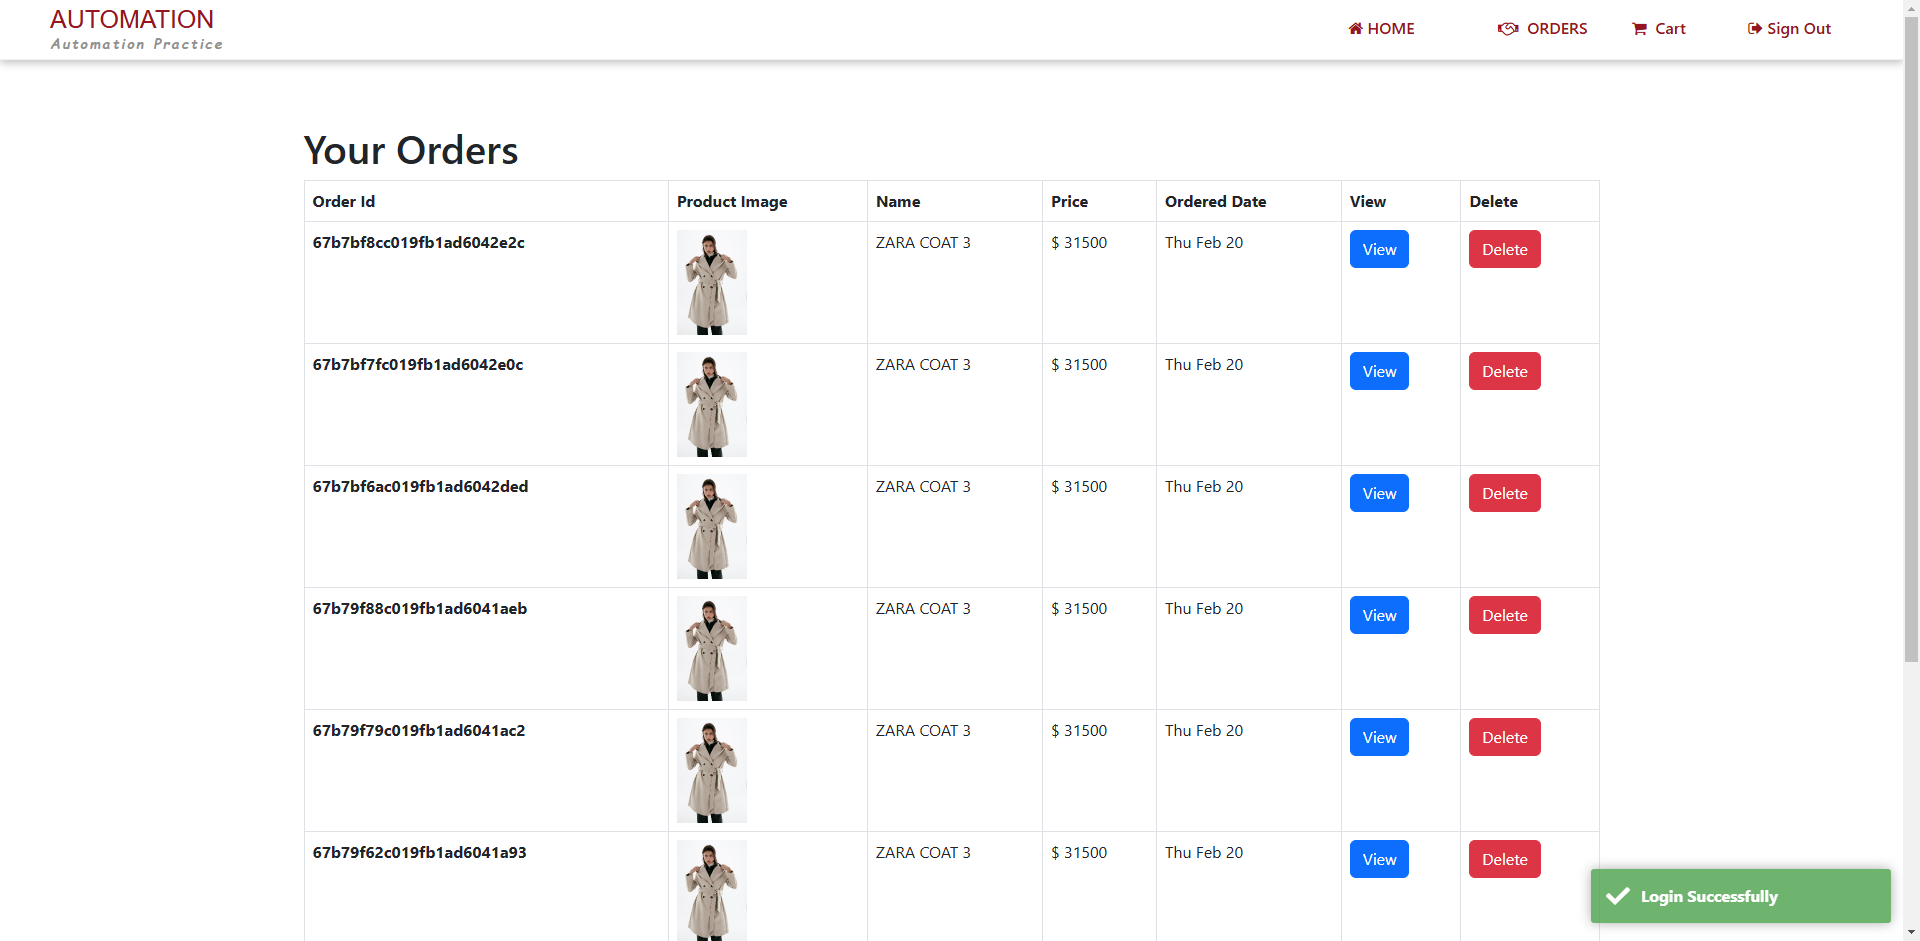 AUTOMATION
Automation Practice
HOME
ORDERS
Cart
Sign Out
Your Orders
Order Id Product Image Name Price Ordered Date View Delete
67b7bf8cc019fb1ad6042e2c ZARA COAT 3 $ 31500 Thu Feb 20 View Delete
67b7bf7fc019fb1ad6042e0c ZARA COAT 3 $ 31500 Thu Feb 20 View Delete
67b7bf6ac019fb1ad6042ded ZARA COAT 3 $ 31500 Thu Feb 20 View Delete
67b79f88c019fb1ad6041aeb ZARA COAT 3 $ 31500 Thu Feb 20 View Delete
67b79f79c019fb1ad6041ac2 ZARA COAT 3 $ 31500 Thu Feb 20 View Delete
67b79f62c019fb1ad6041a93 ZARA COAT 3 $ 31500 Thu Feb 20 View Delete
Login Successfully